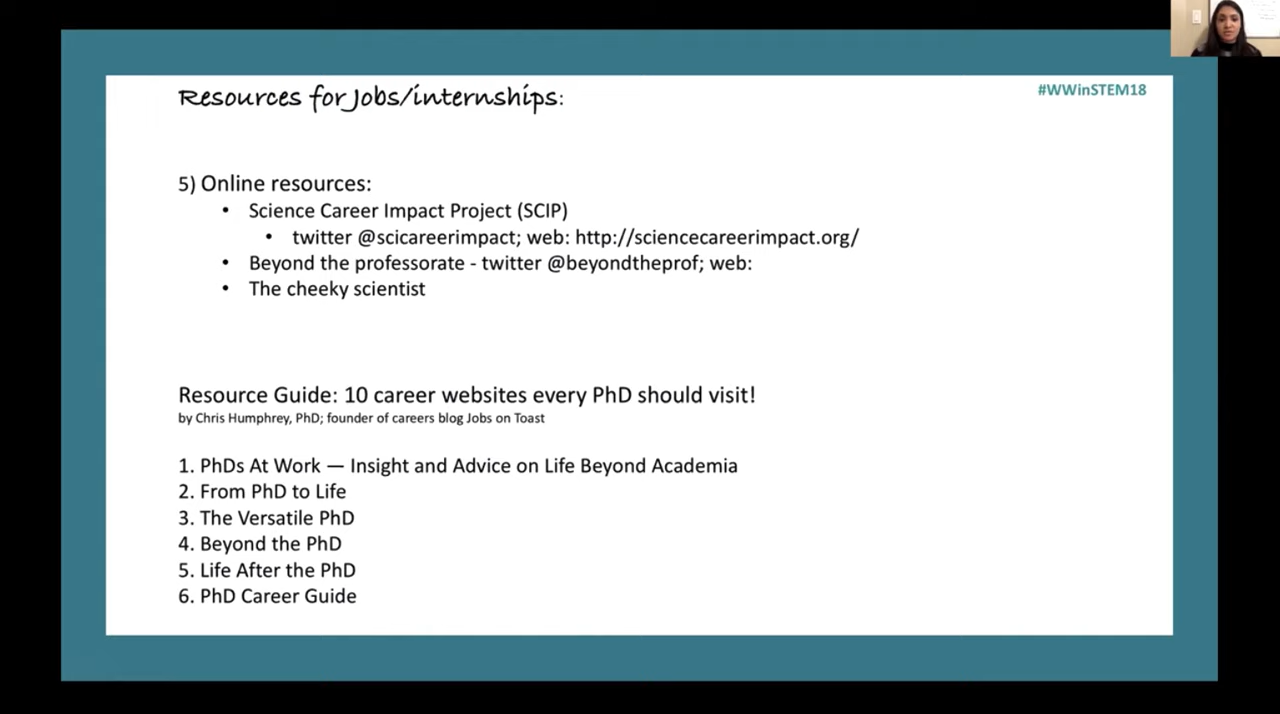 Resources for Jobs/internships:
#WWinSTEM18
5) Online resources:
• Science Career Impact Project (SCIP)
• twitter @scicareerimpact; web: http://sciencecareerimpact.org/
• Beyond the professorate - twitter @beyondtheprof; web:
• The cheeky scientist
Resource Guide: 10 career websites every PhD should visit!
by Chris Humphrey, PhD; founder of careers blog Jobs on Toast
1. PhDs At Work — Insight and Advice on Life Beyond Academia
2. From PhD to Life
3. The Versatile PhD
4. Beyond the PhD
5. Life After the PhD
6. PhD Career Guide